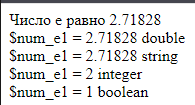 Число e равно 2.71828
$num_e1 = 2.71828 double
$num_e1 = 2.71828 string
$num_e1 = 2 integer
$num_e1 = 1 boolean